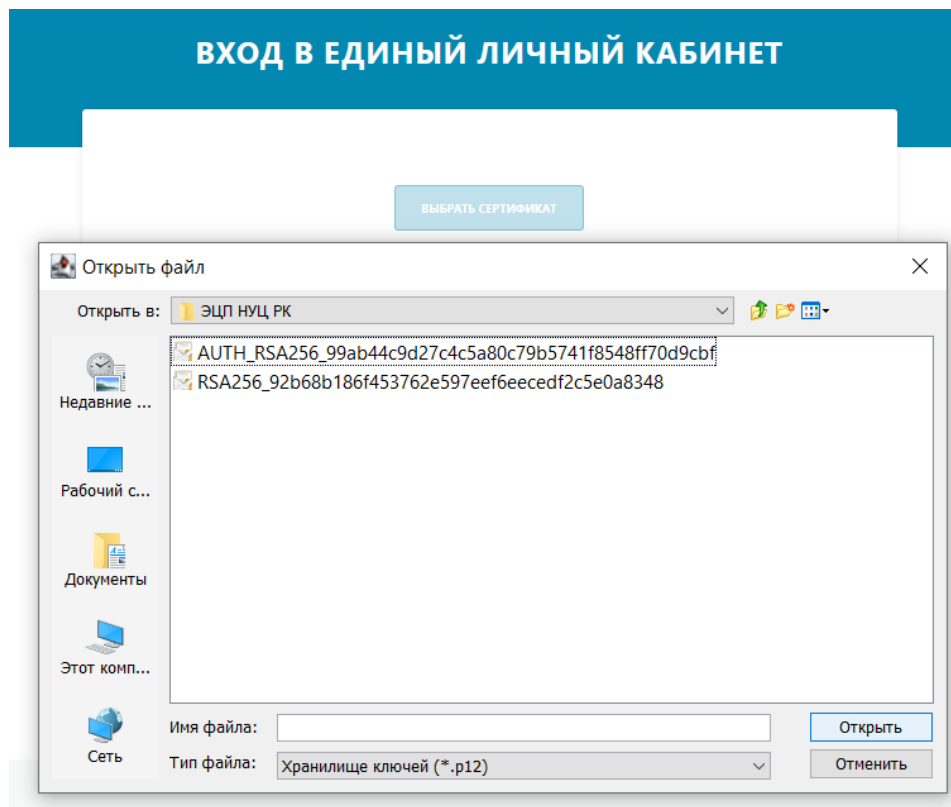 ВХОД В ЕДИНЫЙ ЛИЧНЫЙ КАБИНЕТ
ВЫБРАТЬ СЕРТИФИКАТ
Открыть файл
Открыть в: ЭЦП НУЦ РК
AUTH_RSA256_99ab44c9d27c4c5a80c79b5741f8548ff70d9cbf
RSA256_92b68b186f453762e597eef6eecedf2c5e0a8348
Недавние ...
Рабочий с...
Документы
Этот комп...
Сеть
Имя файла:
Открыть
Тип файла: Хранилище ключей (*.p12)
Отменить